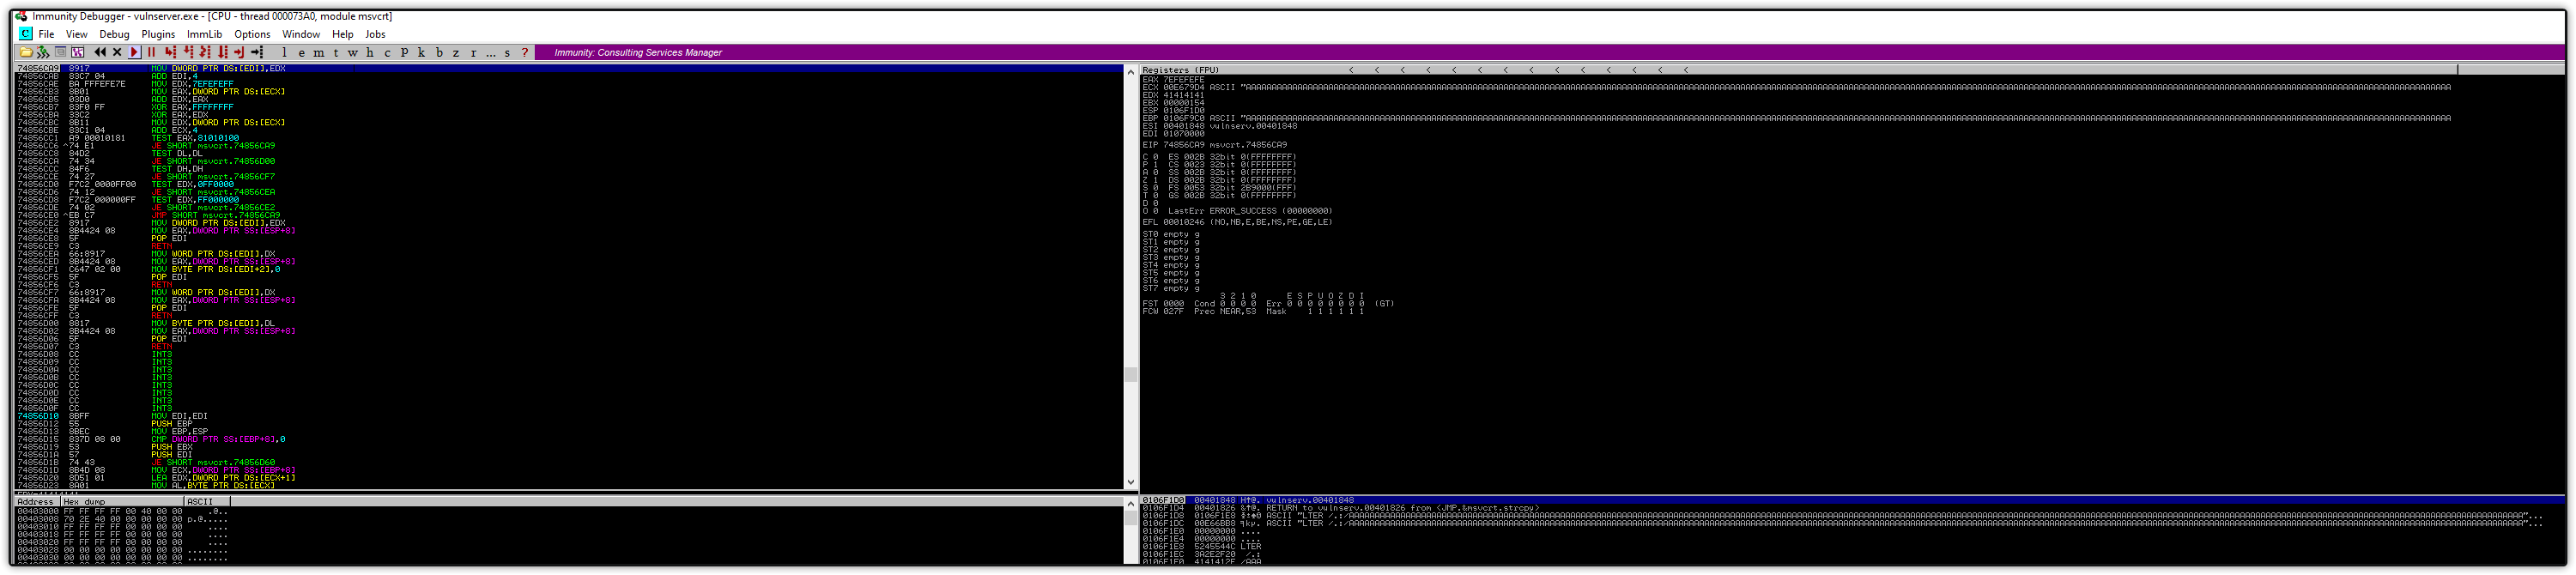 Immunity Debugger - vulnserver.exe - [CPU - thread 000073A0, module msvcrt]
C File View Debug Plugins ImmLib Options Window Help Jobs
l e m t w h c P k b z r ... s ? Immunity: Consulting Services Manager
74856CA9 8917 MOV DWORD PTR DS:[EDI],EDX
74856CAB 83C7 04 ADD EDI,4
74856CAE BA FFFEFE7E MOV EDX,7EFEFEFF
74856CB3 8B01 MOV EAX,DWORD PTR DS:[ECX]
74856CB5 03D0 ADD EDX,EAX
74856CB7 83F0 FF XOR EAX,FFFFFFFF
74856CBA 33C2 XOR EAX,EDX
74856CBC 8B11 MOV EDX,DWORD PTR DS:[ECX]
74856CBE 83C1 04 ADD ECX,4
74856CC1 A9 00010181 TEST EAX,81010100
74856CC6 ^74 E1 JE SHORT msvcrt.74856CA9
74856CC8 84D2 TEST DL,DL
74856CCA 74 34 JE SHORT msvcrt.74856D00
74856CCC 84F6 TEST DH,DH
74856CCE 74 27 JE SHORT msvcrt.74856CF7
74856CD0 F7C2 0000FF00 TEST EDX,0FF0000
74856CD6 74 12 JE SHORT msvcrt.74856CEA
74856CD8 F7C2 000000FF TEST EDX,FF000000
74856CDE 74 02 JE SHORT msvcrt.74856CE2
74856CE0 ^EB C7 JMP SHORT msvcrt.74856CA9
74856CE2 8917 MOV DWORD PTR DS:[EDI],EDX
74856CE4 8B4424 08 MOV EAX,DWORD PTR SS:[ESP+8]
74856CE8 5F POP EDI
74856CE9 C3 RETN
74856CEA 66:8917 MOV WORD PTR DS:[EDI],DX
74856CED 8B4424 08 MOV EAX,DWORD PTR SS:[ESP+8]
74856CF1 C647 02 00 MOV BYTE PTR DS:[EDI+2],0
74856CF5 5F POP EDI
74856CF6 C3 RETN
74856CF7 66:8917 MOV WORD PTR DS:[EDI],DX
74856CFA 8B4424 08 MOV EAX,DWORD PTR SS:[ESP+8]
74856CFE 5F POP EDI
74856CFF C3 RETN
74856D00 8817 MOV BYTE PTR DS:[EDI],DL
74856D02 8B4424 08 MOV EAX,DWORD PTR SS:[ESP+8]
74856D06 5F POP EDI
74856D07 C3 RETN
74856D08 CC INT3
74856D09 CC INT3
74856D0A CC INT3
74856D0B CC INT3
74856D0C CC INT3
74856D0D CC INT3
74856D0E CC INT3
74856D0F CC INT3
74856D10 8BFF MOV EDI,EDI
74856D12 55 PUSH EBP
74856D13 8BEC MOV EBP,ESP
74856D15 837D 08 00 CMP DWORD PTR SS:[EBP+8],0
74856D19 53 PUSH EBX
74856D1A 57 PUSH EDI
74856D1B 74 43 JE SHORT msvcrt.74856D60
74856D1D 8B4D 08 MOV ECX,DWORD PTR SS:[EBP+8]
74856D20 8D51 01 LEA EDX,DWORD PTR DS:[ECX+1]
74856D23 8A01 MOV AL,BYTE PTR DS:[ECX]
Registers (FPU) < < < < < < < < < < < < < <
EAX 7EFEFEFE
ECX 00E679D4 ASCII
EDX 41414141
EBX 00000154
ESP 0106F1D0
EBP 0106F9C0 ASCII
ESI 00401848 vulnserv.00401848
EDI 01070000
EIP 74856CA9 msvcrt.74856CA9
C 0 ES 002B 32bit 0(FFFFFFFF)
P 1 CS 0023 32bit 0(FFFFFFFF)
A 0 SS 002B 32bit 0(FFFFFFFF)
Z 1 DS 002B 32bit 0(FFFFFFFF)
S 0 FS 0053 32bit 2B9000(FFF)
T 0 GS 002B 32bit 0(FFFFFFFF)
D 0
O 0 LastErr ERROR_SUCCESS (00000000)
EFL 00010246 (NO,NB,E,BE,NS,PE,GE,LE)
ST0 empty g
ST1 empty g
ST2 empty g
ST3 empty g
ST4 empty g
ST5 empty g
ST6 empty g
ST7 empty g
3 2 1 0 E S P U O Z D I
FST 0000 Cond 0 0 0 0 Err 0 0 0 0 0 0 0 0 (GT)
FCW 027F Prec NEAR,53 Mask 1 1 1 1 1 1
Address Hex dump ASCII
00403000 FF FF FF FF 00 40 00 00 .@..
00403008 70 2E 40 00 00 00 00 00 p.@.....
00403010 FF FF FF FF 00 00 00 00 ....
00403018 FF FF FF FF 00 00 00 00 ....
00403020 FF FF FF FF 00 00 00 00 ....
00403028 00 00 00 00 00 00 00 00 ........
00403030 00 00 00 00 00 00 00 00 ........
0106F1D0 00401848 H↑@. vulnserv.00401848
0106F1D4 00401826 &↑@. RETURN to vulnserv.00401826 from <JMP.&msvcrt.strcpy>
0106F1D8 0106F1E8 ASCII
0106F1DC 00E66BB8 ASCII
0106F1E0 00000000 ....
0106F1E4 00000000 ....
0106F1E8 5245544C LTER
0106F1EC 3A2E2F20 /.:
0106F1F0 4141412F /AAA